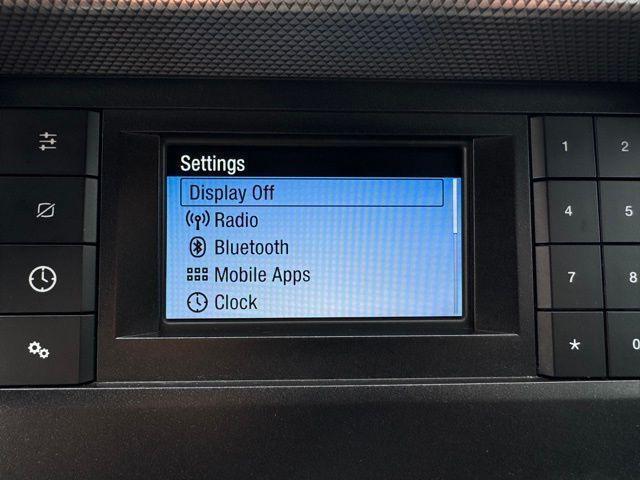 Settings
Display Off
Radio
Bluetooth
Mobile Apps
Clock
1
2
4
5
7
8
*
0